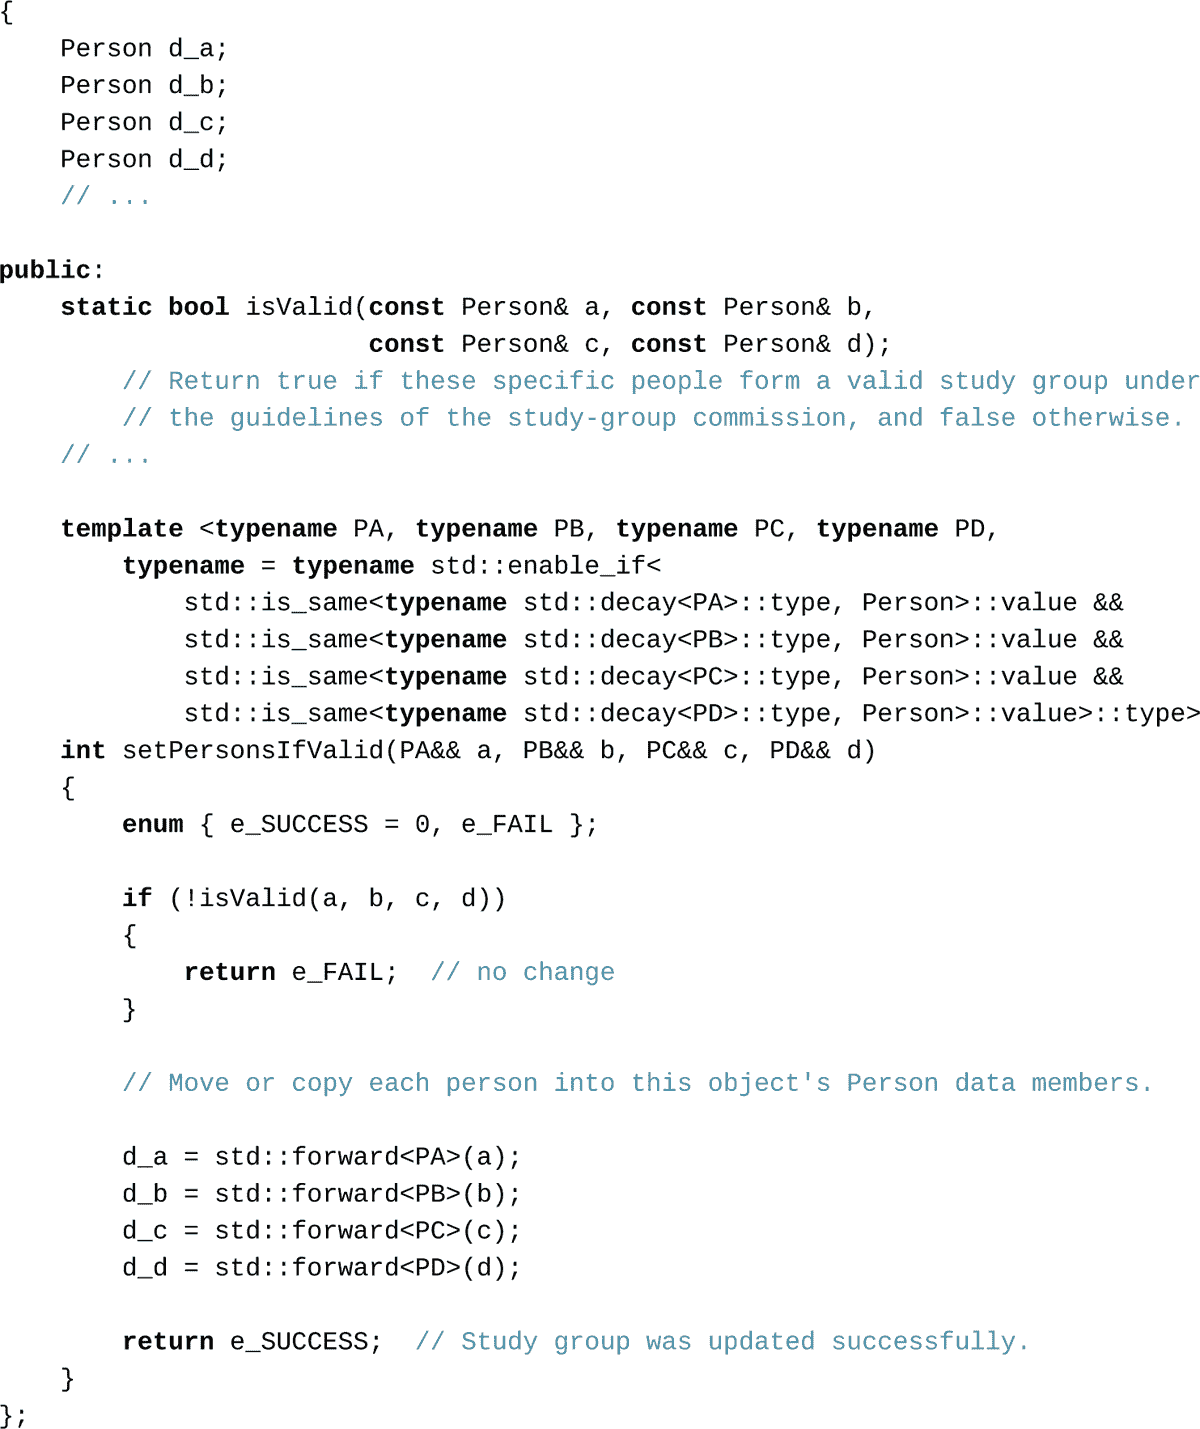 {
    Person d_a;
    Person d_b;
    Person d_c;
    Person d_d;
    // ...

public:
    static bool isValid(const Person& a, const Person& b,
                        const Person& c, const Person& d);
        // Return true if these specific people form a valid study group under
        // the guidelines of the study-group commission, and false otherwise.
    // ...

    template <typename PA, typename PB, typename PC, typename PD,
        typename = typename std::enable_if<
            std::is_same<typename std::decay<PA>::type, Person>::value &&
            std::is_same<typename std::decay<PB>::type, Person>::value &&
            std::is_same<typename std::decay<PC>::type, Person>::value &&
            std::is_same<typename std::decay<PD>::type, Person>::value>::type>
    int setPersonsIfValid(PA&& a, PB&& b, PC&& c, PD&& d)
    {
        enum { e_SUCCESS = 0, e_FAIL };

        if (!isValid(a, b, c, d))
        {
            return e_FAIL;  // no change
        }

        // Move or copy each person into this object's Person data members.

        d_a = std::forward<PA>(a);
        d_b = std::forward<PB>(b);
        d_c = std::forward<PC>(c);
        d_d = std::forward<PD>(d);

        return e_SUCCESS;  // Study group was updated successfully.
    }
};